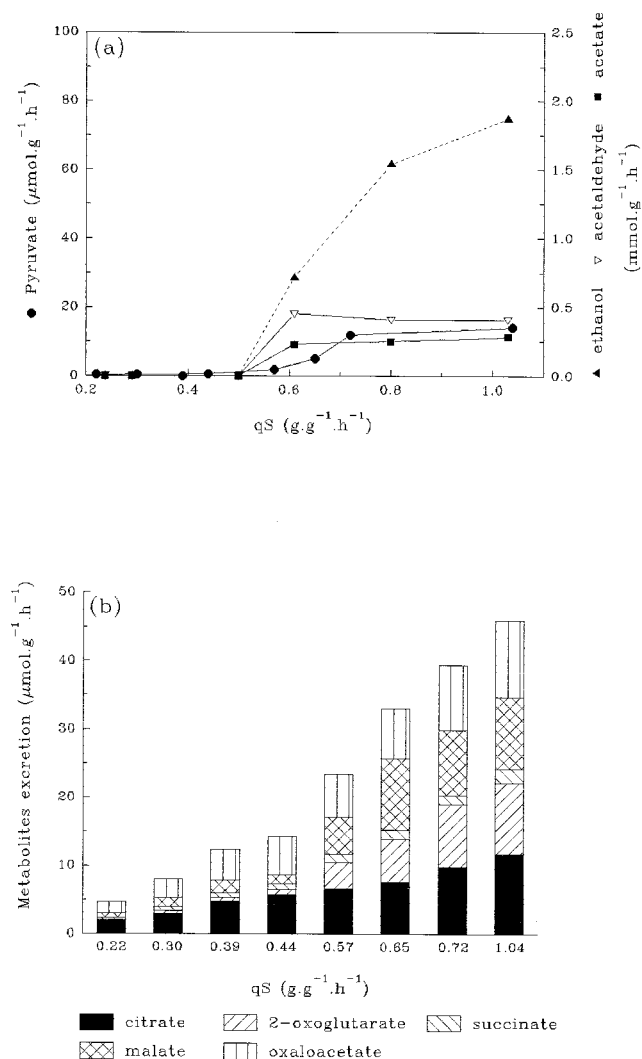 (a)
100
80
60
40
20
0
● Pyruvate (μmol.g⁻¹.h⁻¹)
2.5
2.0
1.5
1.0
0.5
0.0
▲ ethanol ▽ acetaldehyde ■ acetate
(mmol.g⁻¹.h⁻¹)
0.2 0.4 0.6 0.8 1.0
qS (g.g⁻¹.h⁻¹)
(b)
50
40
30
20
10
0
Metabolites excretion (μmol.g⁻¹.h⁻¹)
0.22 0.30 0.39 0.44 0.57 0.65 0.72 1.04
qS (g.g⁻¹.h⁻¹)
citrate 2-oxoglutarate succinate
malate oxaloacetate